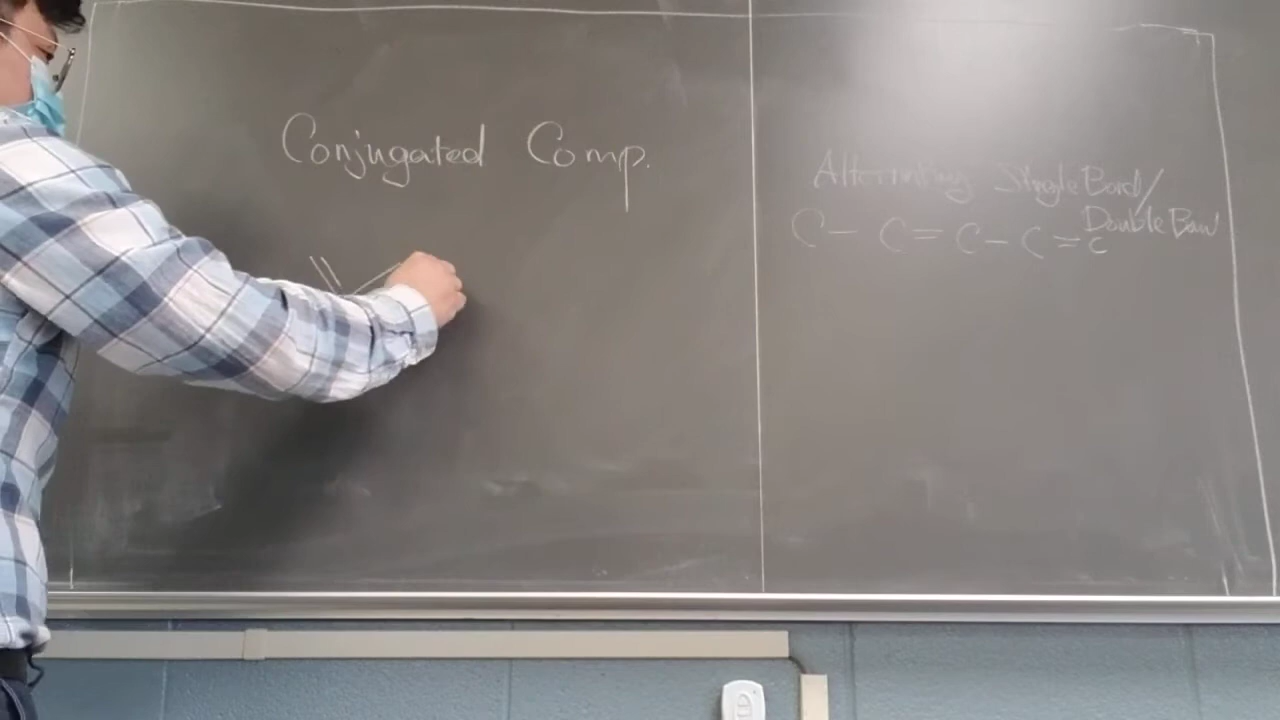 Conjugated Comp.
Alternating Single Bond/
Double Bond
C- C=C-C=C